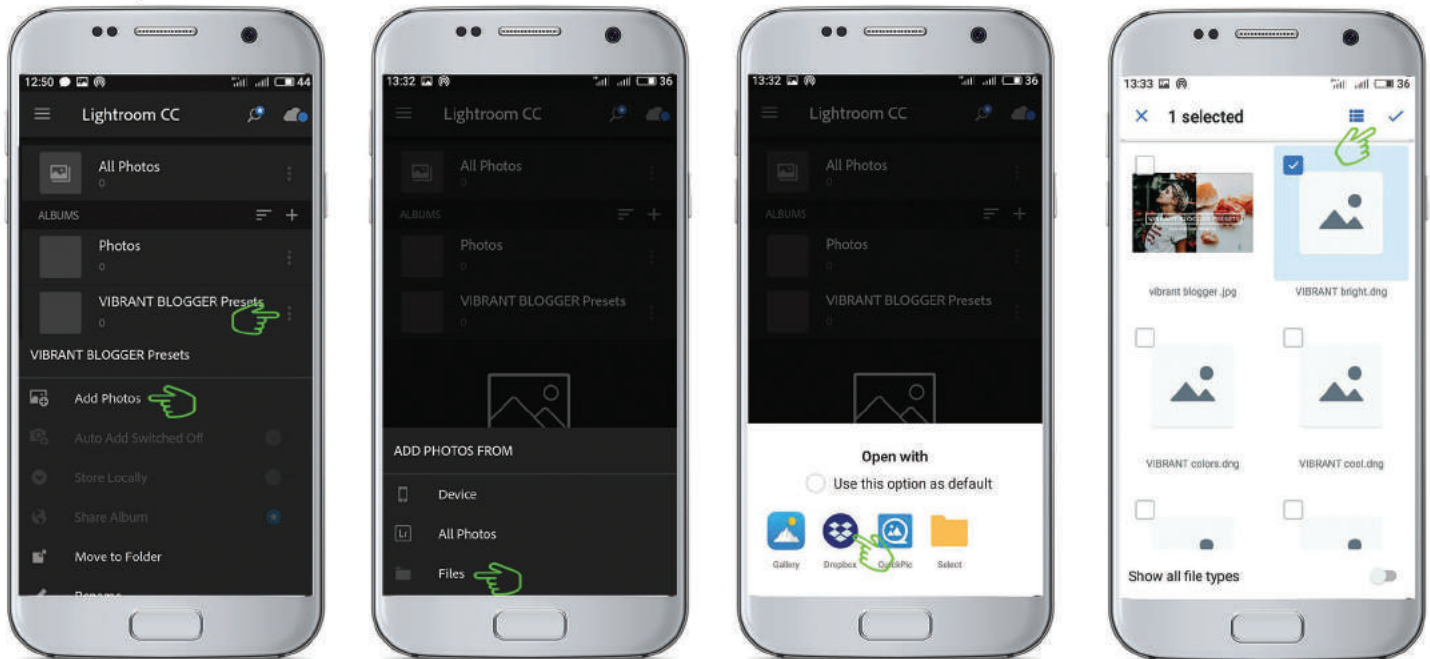 12:50
44
Lightroom CC
All Photos
0
ALBUMS
Photos
0
VIBRANT BLOGGER Presets
0
VIBRANT BLOGGER Presets
Add Photos
Auto Add Switched Off
Store Locally
Share Album
Move to Folder
Rename
13:32
36
Lightroom CC
All Photos
0
ALBUMS
Photos
0
VIBRANT BLOGGER Presets
0
ADD PHOTOS FROM
Device
Lr
All Photos
Files
13:32
36
Lightroom CC
All Photos
0
ALBUMS
Photos
0
VIBRANT BLOGGER Presets
0
Open with
Use this option as default
Gallery
Dropbox
QuickPic
Select
13:33
36
1 selected
VIBRANT BLOGGER PRESETS
vibrant blogger .jpg
VIBRANT bright.dng
VIBRANT colors.dng
VIBRANT cool.dng
Show all file types